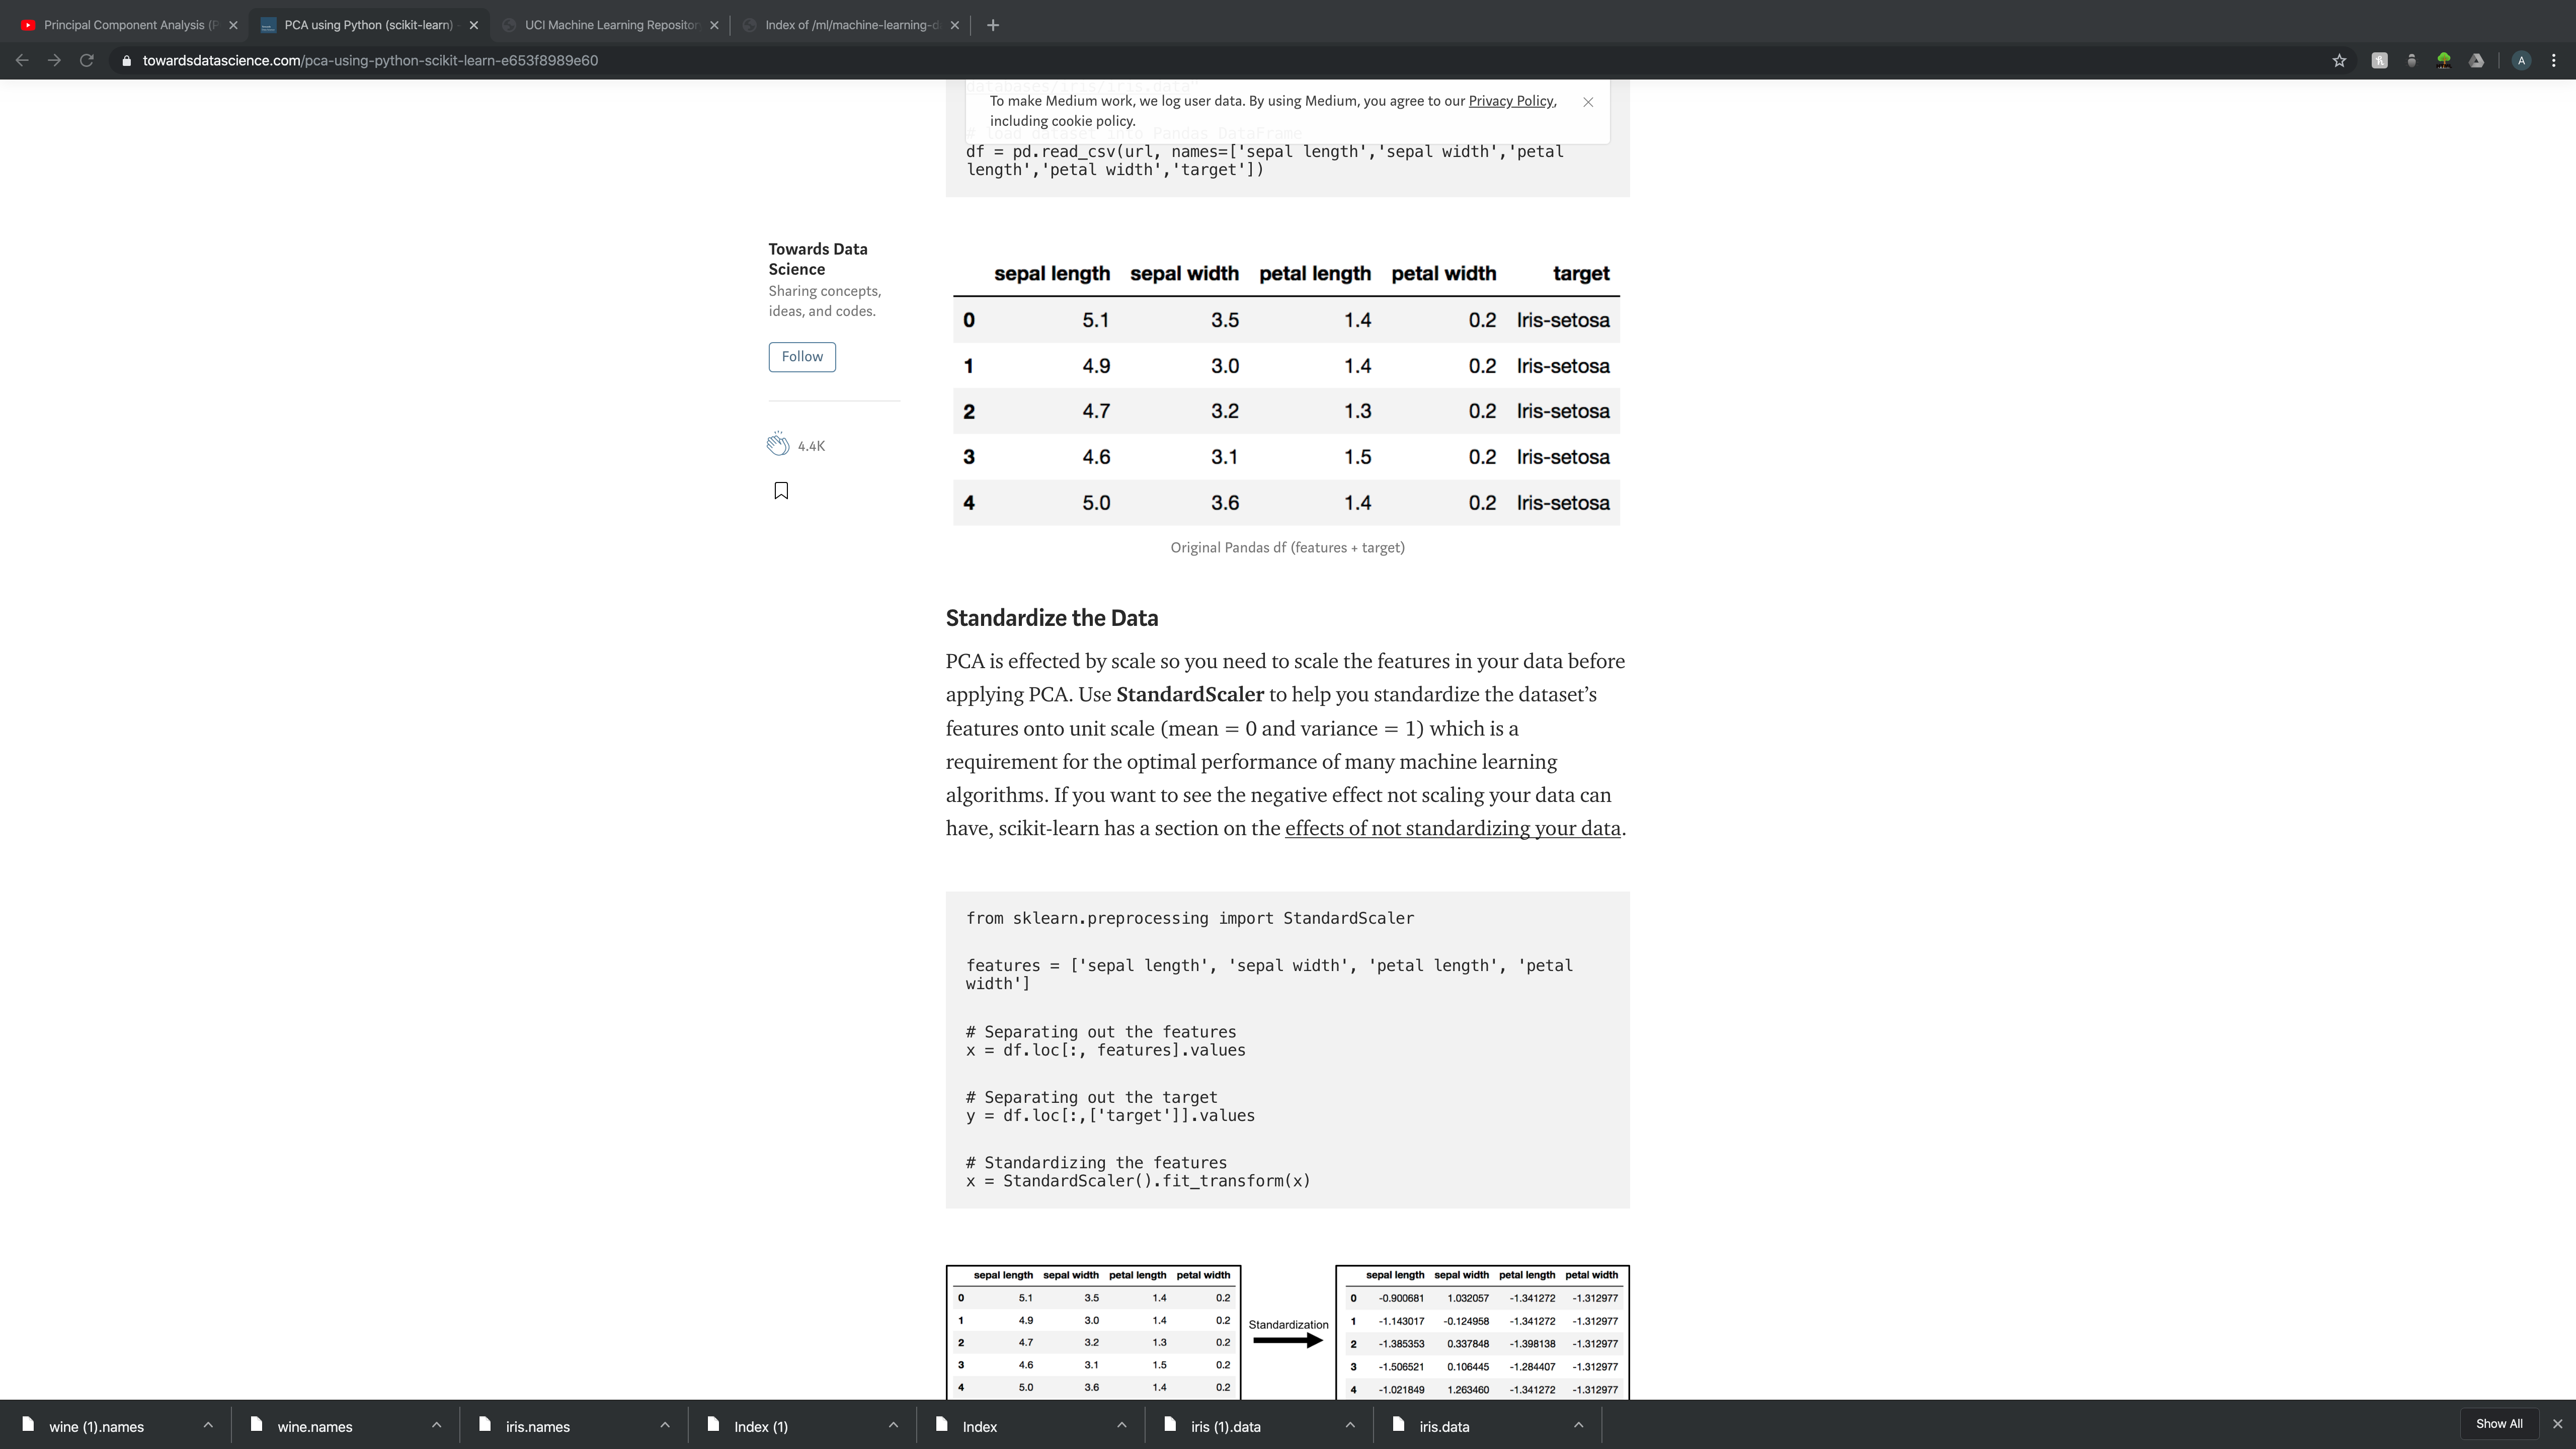 Principal Component Analysis (P
PCA using Python (scikit-learn)
UCI Machine Learning Repositor
Index of /ml/machine-learning-d
towardsdatascience.com/pca-using-python-scikit-learn-e653f8989e60
A
databases/iris/iris.data"
To make Medium work, we log user data. By using Medium, you agree to our Privacy Policy,
including cookie policy.
# load dataset into Pandas DataFrame
df = pd.read_csv(url, names=['sepal length','sepal width','petal
length','petal width','target'])
Towards Data
Science
Sharing concepts,
ideas, and codes.
Follow
4.4K
sepal length sepal width petal length petal width target
0 5.1 3.5 1.4 0.2 Iris-setosa
1 4.9 3.0 1.4 0.2 Iris-setosa
2 4.7 3.2 1.3 0.2 Iris-setosa
3 4.6 3.1 1.5 0.2 Iris-setosa
4 5.0 3.6 1.4 0.2 Iris-setosa
Original Pandas df (features + target)
Standardize the Data
PCA is effected by scale so you need to scale the features in your data before
applying PCA. Use StandardScaler to help you standardize the dataset’s
features onto unit scale (mean = 0 and variance = 1) which is a
requirement for the optimal performance of many machine learning
algorithms. If you want to see the negative effect not scaling your data can
have, scikit-learn has a section on the effects of not standardizing your data.
from sklearn.preprocessing import StandardScaler
features = ['sepal length', 'sepal width', 'petal length', 'petal
width']
# Separating out the features
x = df.loc[:, features].values
# Separating out the target
y = df.loc[:,['target']].values
# Standardizing the features
x = StandardScaler().fit_transform(x)
sepal length sepal width petal length petal width
0 5.1 3.5 1.4 0.2
1 4.9 3.0 1.4 0.2
2 4.7 3.2 1.3 0.2
3 4.6 3.1 1.5 0.2
4 5.0 3.6 1.4 0.2
Standardization
sepal length sepal width petal length petal width
0 -0.900681 1.032057 -1.341272 -1.312977
1 -1.143017 -0.124958 -1.341272 -1.312977
2 -1.385353 0.337848 -1.398138 -1.312977
3 -1.506521 0.106445 -1.284407 -1.312977
4 -1.021849 1.263460 -1.341272 -1.312977
wine (1).names
wine.names
iris.names
Index (1)
Index
iris (1).data
iris.data
Show All